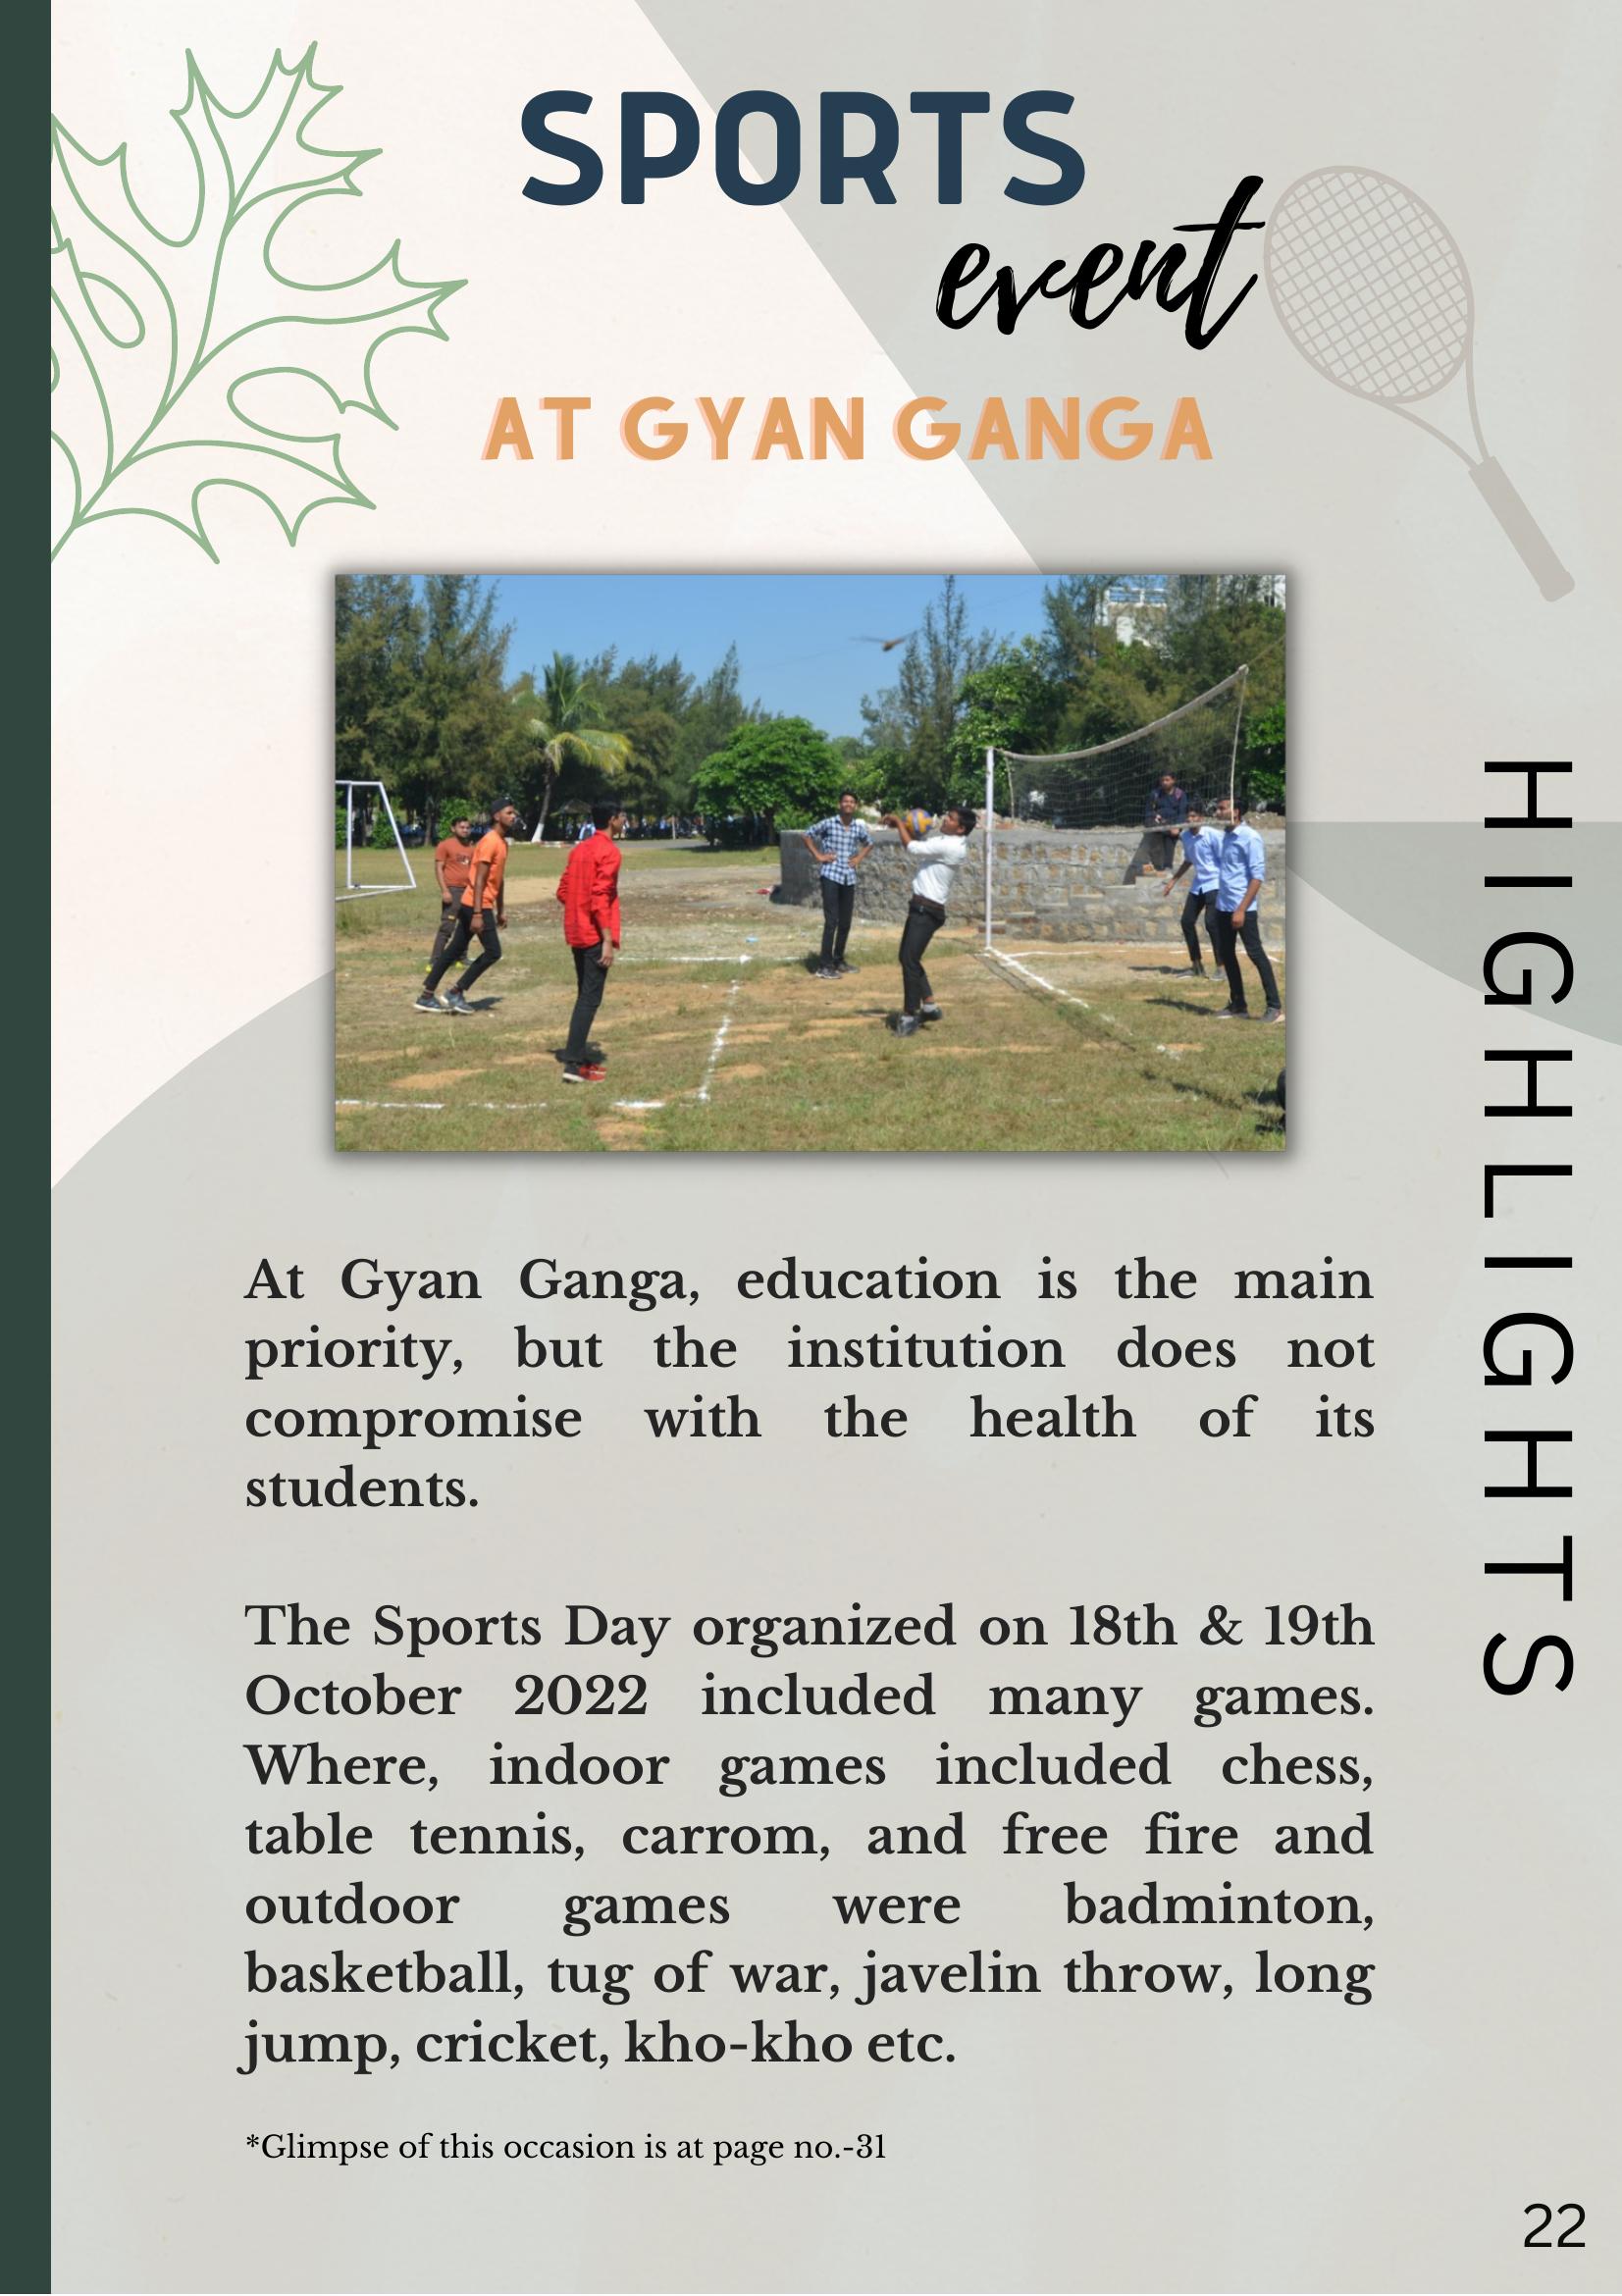 SPORTS
event
AT GYAN GANGA
HIGHLIGHTS
At Gyan Ganga, education is the main
priority, but the institution does not
compromise with the health of its
students.
The Sports Day organized on 18th & 19th
October 2022 included many games.
Where, indoor games included chess,
table tennis, carrom, and free fire and
outdoor games were badminton,
basketball, tug of war, javelin throw, long
jump, cricket, kho-kho etc.
*Glimpse of this occasion is at page no.-31
22